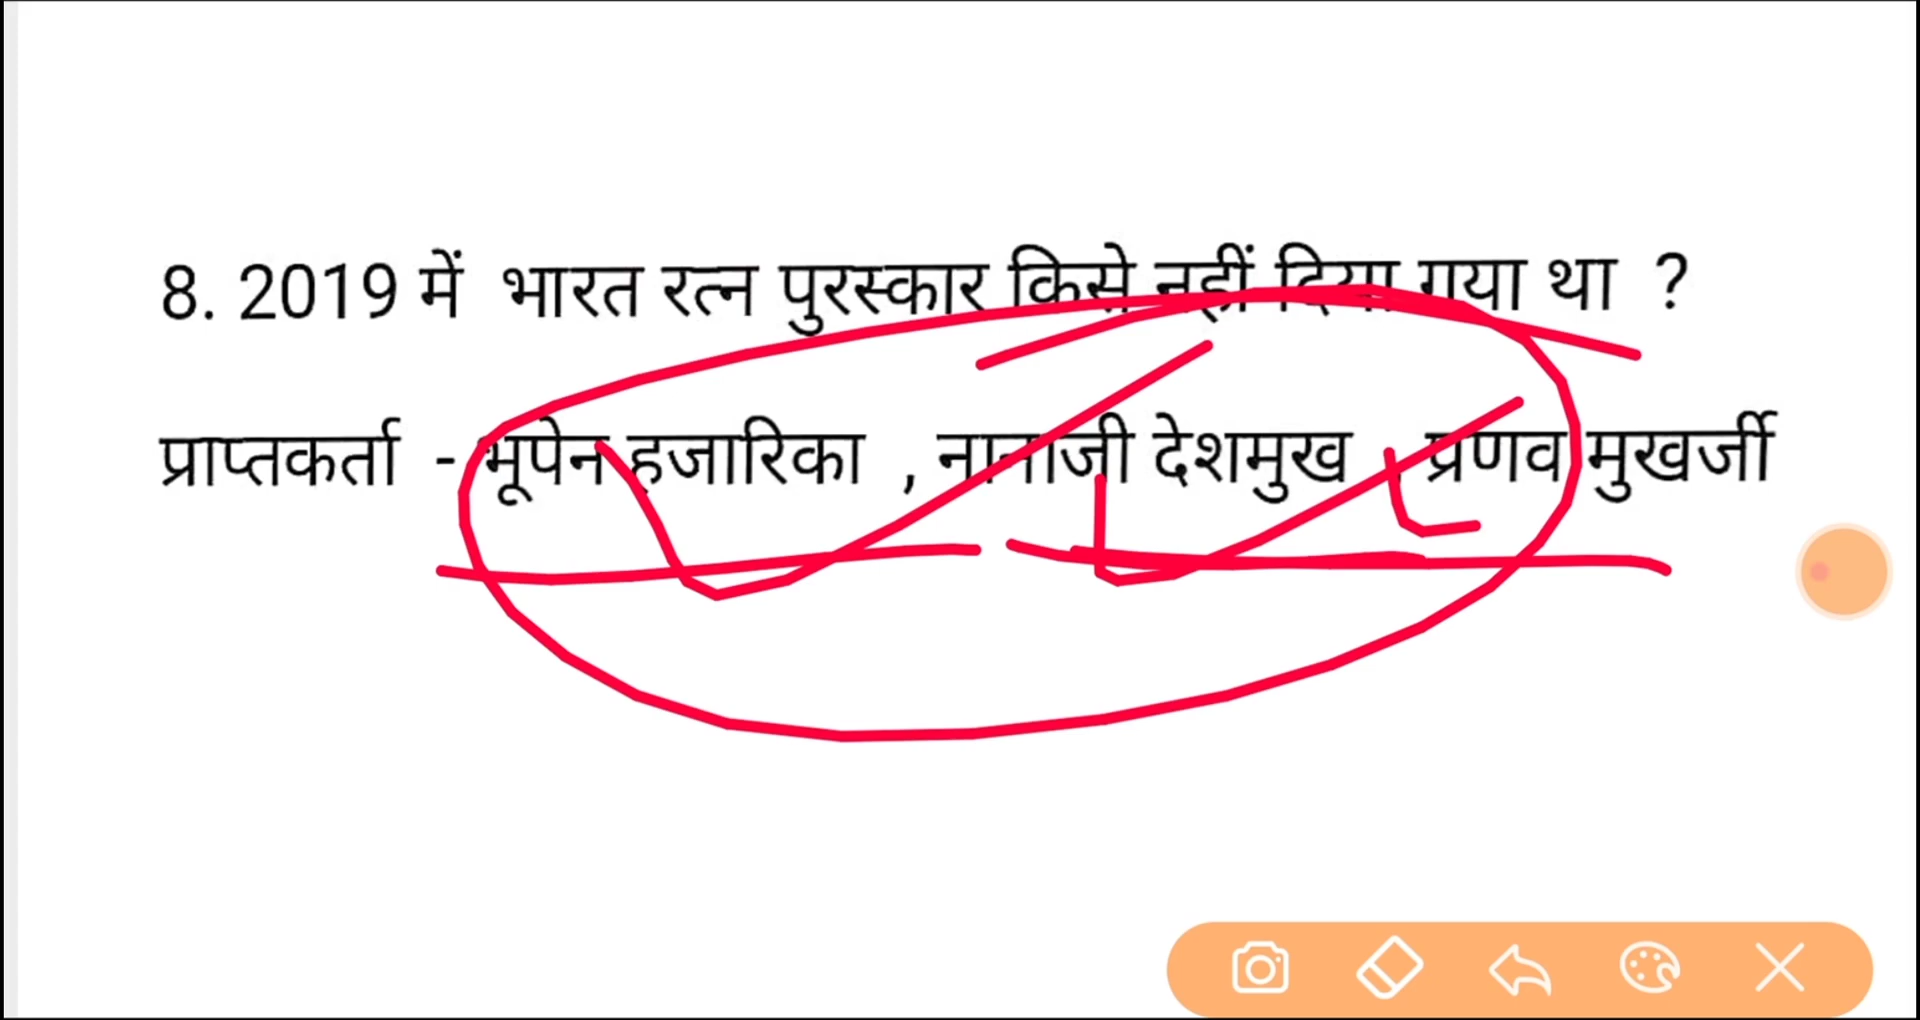 8. 2019 में भारत रत्न पुरस्कार किसे नहीं दिया गया था ?
प्राप्तकर्ता - भूपेन हजारिका , नानाजी देशमुख , प्रणव मुखर्जी